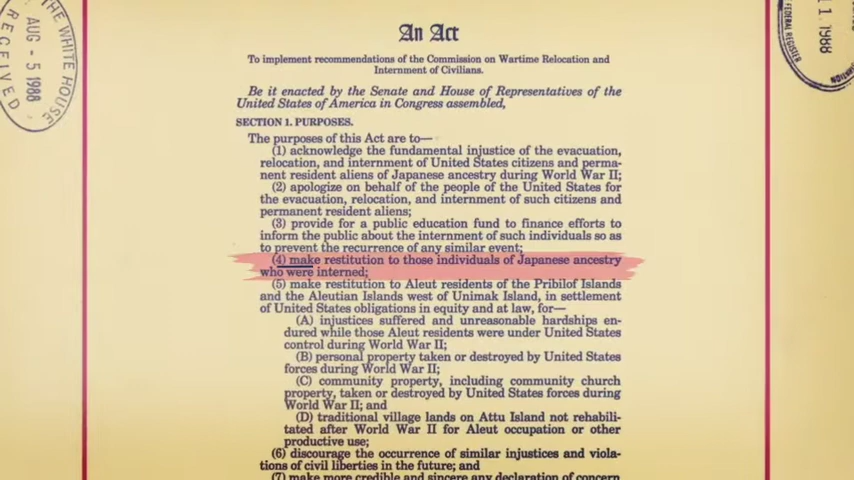 An Act
To implement recommendations of the Commission on Wartime Relocation and
Internment of Civilians.
Be it enacted by the Senate and House of Representatives of the
United States of America in Congress assembled,
SECTION 1. PURPOSES.
The purposes of this Act are to—
(1) acknowledge the fundamental injustice of the evacuation,
relocation, and internment of United States citizens and perma-
nent resident aliens of Japanese ancestry during World War II;
(2) apologize on behalf of the people of the United States for
the evacuation, relocation, and internment of such citizens and
permanent resident aliens;
(3) provide for a public education fund to finance efforts to
inform the public about the internment of such individuals so as
to prevent the recurrence of any similar event;
(4) make restitution to those individuals of Japanese ancestry
who were interned;
(5) make restitution to Aleut residents of the Pribilof Islands
and the Aleutian Islands west of Unimak Island, in settlement
of United States obligations in equity and at law, for—
(A) injustices suffered and unreasonable hardships en-
dured while those Aleut residents were under United States
control during World War II;
(B) personal property taken or destroyed by United States
forces during World War II;
(C) community property, including community church
property, taken or destroyed by United States forces during
World War II; and
(D) traditional village lands on Attu Island not rehabili-
tated after World War II for Aleut occupation or other
productive use;
(6) discourage the occurrence of similar injustices and viola-
tions of civil liberties in the future; and
(7) make more credible and sincere any declaration of concern
THE WHITE HOUSE
AUG - 5 1988
RECEIVED
FEDERAL REGISTER
1 1988